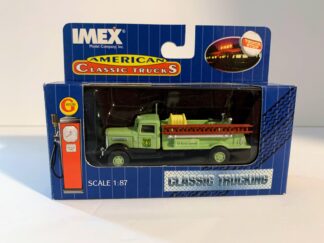 IMEX
Model Company, Inc.
AMERICAN
CLASSIC TRUCKS
SCALE 1:87
CLASSIC TRUCKING